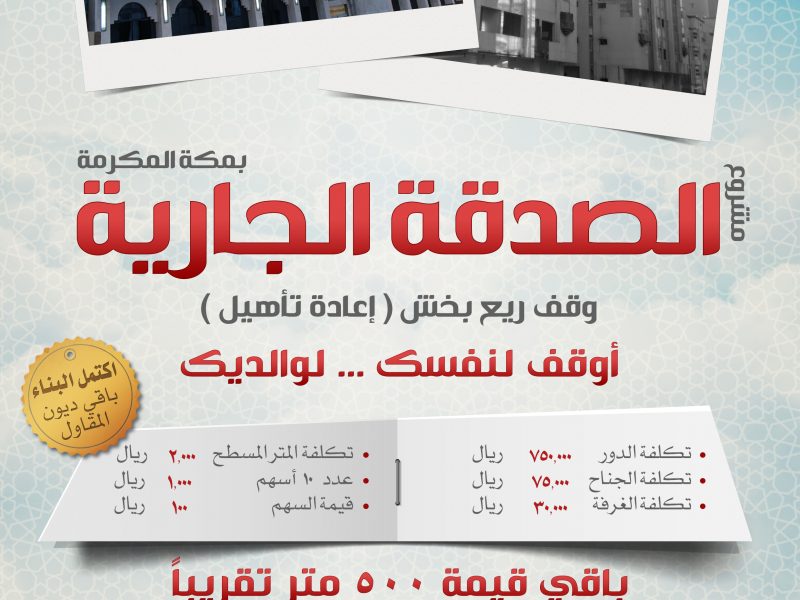 بمكة المكرمة
مشروع
الصدقة الجارية
وقف ريع بخش ( إعادة تأهيل )
أوقف لنفسك ... لوالديك
اكتمل البناء
باقي ديون
المقاول
• تكلفة الدور ٧٥٠,٠٠٠ ريال
• تكلفة الجناح ٧٥,٠٠٠ ريال
• تكلفة الغرفة ٣٠,٠٠٠ ريال
• تكلفة المتر المسطح ٢,٠٠٠ ريال
• عدد ١٠ أسهم ١,٠٠٠ ريال
• قيمة السهم ١٠٠ ريال
باقي قيمة ٥٠٠ متر تقريباً